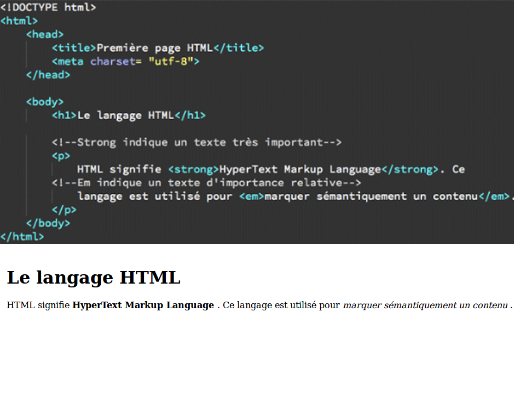 <!DOCTYPE html>
<html>
<head>
<title>Première page HTML</title>
<meta charset= "utf-8">
</head>
<body>
<h1>Le langage HTML</h1>
<!--Strong indique un texte très important-->
<p>
HTML signifie <strong>HyperText Markup Language</strong>. Ce
<!--Em indique un texte d'importance relative-->
langage est utilisé pour <em>marquer sémantiquement un contenu</em>.
</p>
</body>
</html>
Le langage HTML
HTML signifie HyperText Markup Language . Ce langage est utilisé pour marquer sémantiquement un contenu .